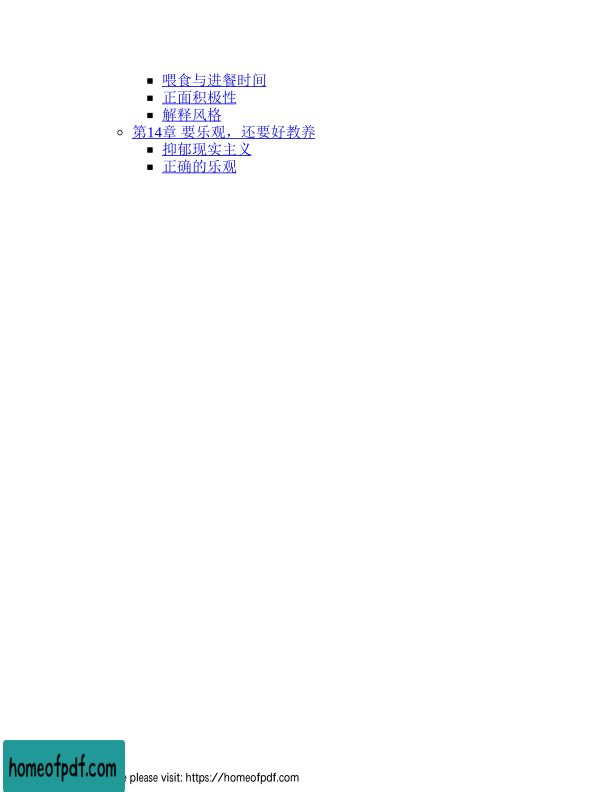 喂食与进餐时间
正面积极性
解释风格
第14章 要乐观，还要好教养
抑郁现实主义
正确的乐观
homeofpdf.com
please visit: https://homeofpdf.com